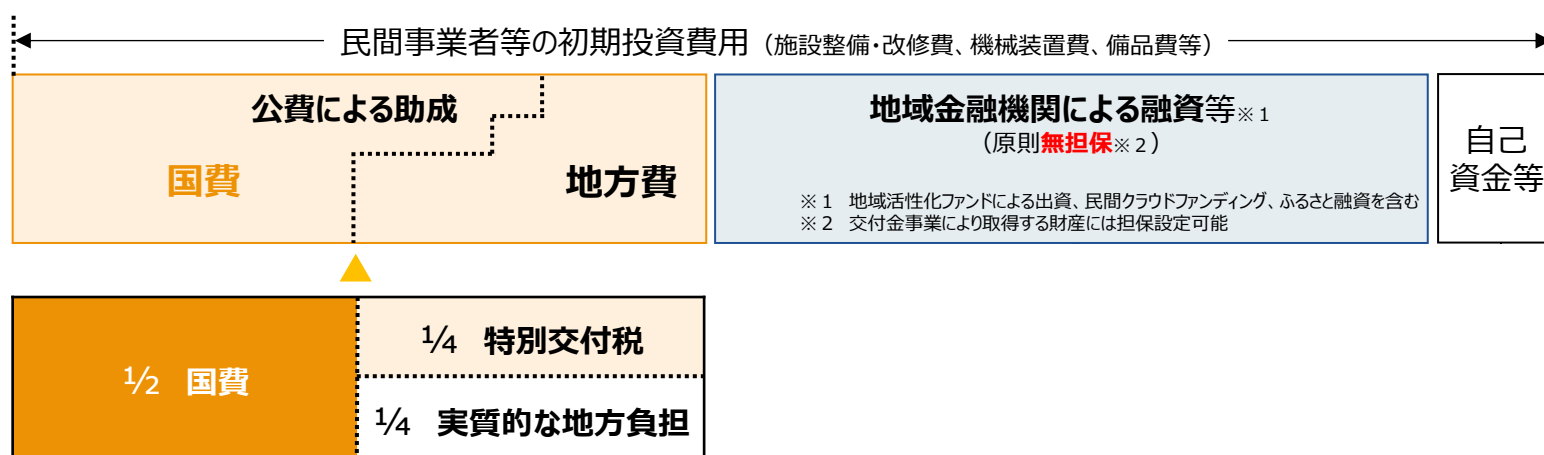 民間事業者等の初期投資費用（施設整備・改修費、機械装置費、備品費等）
公費による助成
国費
地方費
地域金融機関による融資等※１
（原則無担保※２）
※１　地域活性化ファンドによる出資、民間クラウドファンディング、ふるさと融資を含む
※２　交付金事業により取得する財産には担保設定可能
自己
資金等
½　国費
¼　特別交付税
¼　実質的な地方負担